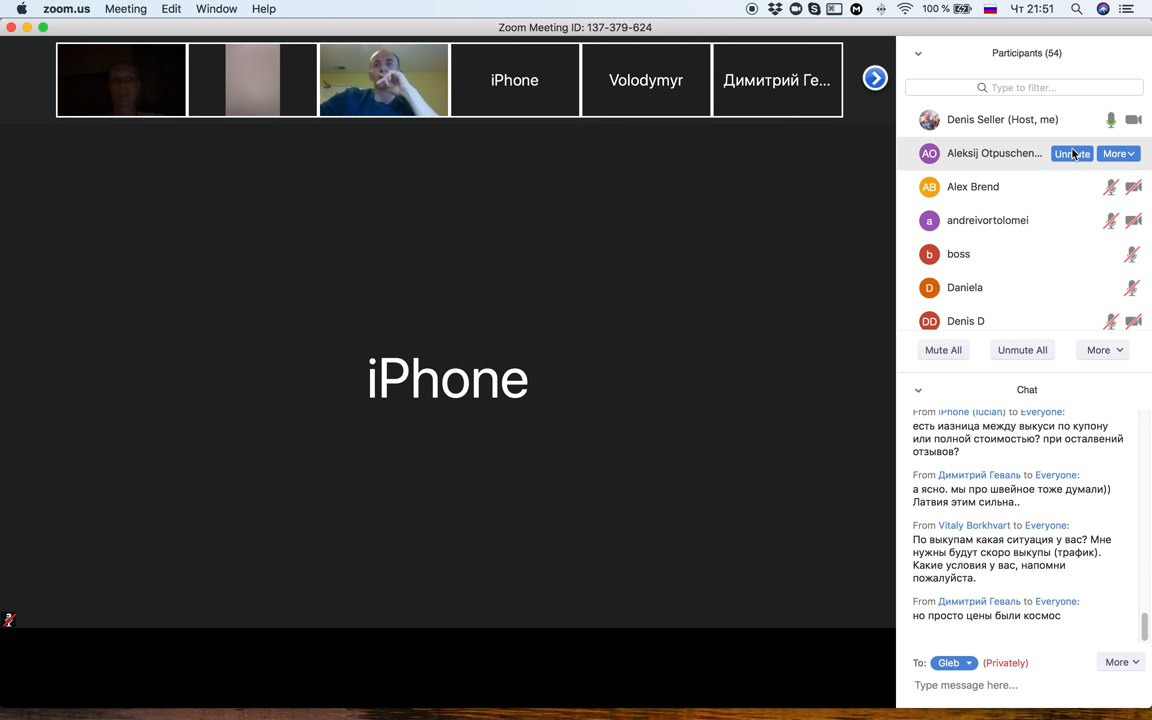 zoom.us Meeting Edit Window Help
100 % Чт 21:51
Zoom Meeting ID: 137-379-624
iPhone
Volodymyr
Димитрий Ге...
iPhone
Participants (54)
Type to filter...
Denis Seller (Host, me)
AO Aleksij Otpuschen... Unmute More
AB Alex Brend
a andreivortolomei
b boss
D Daniela
DD Denis D
Mute All Unmute All More
Chat
From iPhone (lucian) to Everyone:
есть иазница между выкуси по купону
или полной стоимостью? при осталвений
отзывов?
From Димитрий Геваль to Everyone:
а ясно. мы про швейное тоже думали))
Латвия этим сильна..
From Vitaly Borkhvart to Everyone:
По выкупам какая ситуация у вас? Мне
нужны будут скоро выкупы (трафик).
Какие условия у вас, напомни
пожалуйста.
From Димитрий Геваль to Everyone:
но просто цены были космос
To: Gleb (Privately) More
Type message here...